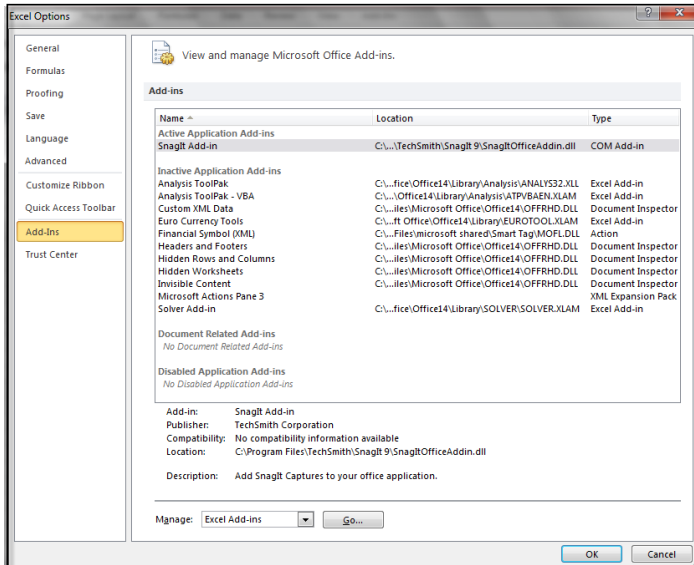 Excel Options
General
Formulas
Proofing
Save
Language
Advanced
Customize Ribbon
Quick Access Toolbar
Add-Ins
Trust Center
View and manage Microsoft Office Add-ins.
Add-ins
Name Location Type
Active Application Add-ins
SnagIt Add-in C:\...\TechSmith\SnagIt 9\SnagItOfficeAddin.dll COM Add-in
Inactive Application Add-ins
Analysis ToolPak C:\...fice\Office14\Library\Analysis\ANALYS32.XLL Excel Add-in
Analysis ToolPak - VBA C:\...\Office14\Library\Analysis\ATPVBAEN.XLAM Excel Add-in
Custom XML Data C:\...iles\Microsoft Office\Office14\OFFRHD.DLL Document Inspector
Euro Currency Tools C:\...ft Office\Office14\Library\EUROTOOL.XLAM Excel Add-in
Financial Symbol (XML) C:\...Files\microsoft shared\Smart Tag\MOFL.DLL Action
Headers and Footers C:\...iles\Microsoft Office\Office14\OFFRHD.DLL Document Inspector
Hidden Rows and Columns C:\...iles\Microsoft Office\Office14\OFFRHD.DLL Document Inspector
Hidden Worksheets C:\...iles\Microsoft Office\Office14\OFFRHD.DLL Document Inspector
Invisible Content C:\...iles\Microsoft Office\Office14\OFFRHD.DLL Document Inspector
Microsoft Actions Pane 3 XML Expansion Pack
Solver Add-in C:\...fice\Office14\Library\SOLVER\SOLVER.XLAM Excel Add-in
Document Related Add-ins
No Document Related Add-ins
Disabled Application Add-ins
No Disabled Application Add-ins
Add-in: SnagIt Add-in
Publisher: TechSmith Corporation
Compatibility: No compatibility information available
Location: C:\Program Files\TechSmith\SnagIt 9\SnagItOfficeAddin.dll
Description: Add SnagIt Captures to your office application.
Manage: Excel Add-ins Go...
OK Cancel